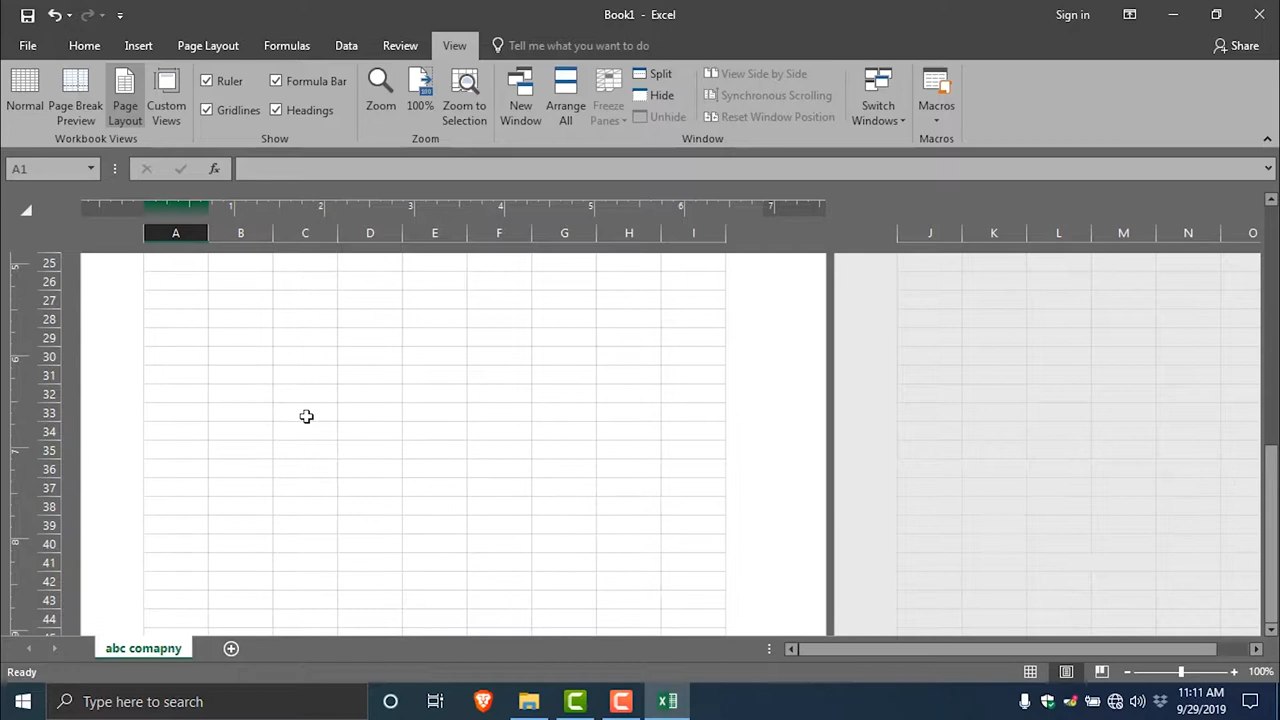 Book1 - Excel
Sign in
File Home Insert Page Layout Formulas Data Review View Tell me what you want to do Share
Normal Page Break Preview Page Layout Custom Views
Workbook Views
Ruler Formula Bar
Gridlines Headings
Show
Zoom 100% Zoom to Selection
Zoom
New Window Arrange All Freeze Panes
Split
Hide
Unhide
View Side by Side
Synchronous Scrolling
Reset Window Position
Window
Switch Windows
Macros
Macros
A1 fx
1 2 3 4 5 6 7
A B C D E F G H I J K L M N O
25
26
27
28
29
6 30
31
32
33
34
7 35
36
37
38
39
8 40
41
42
43
44
abc comapny
Ready 100%
Type here to search
11:11 AM
9/29/2019